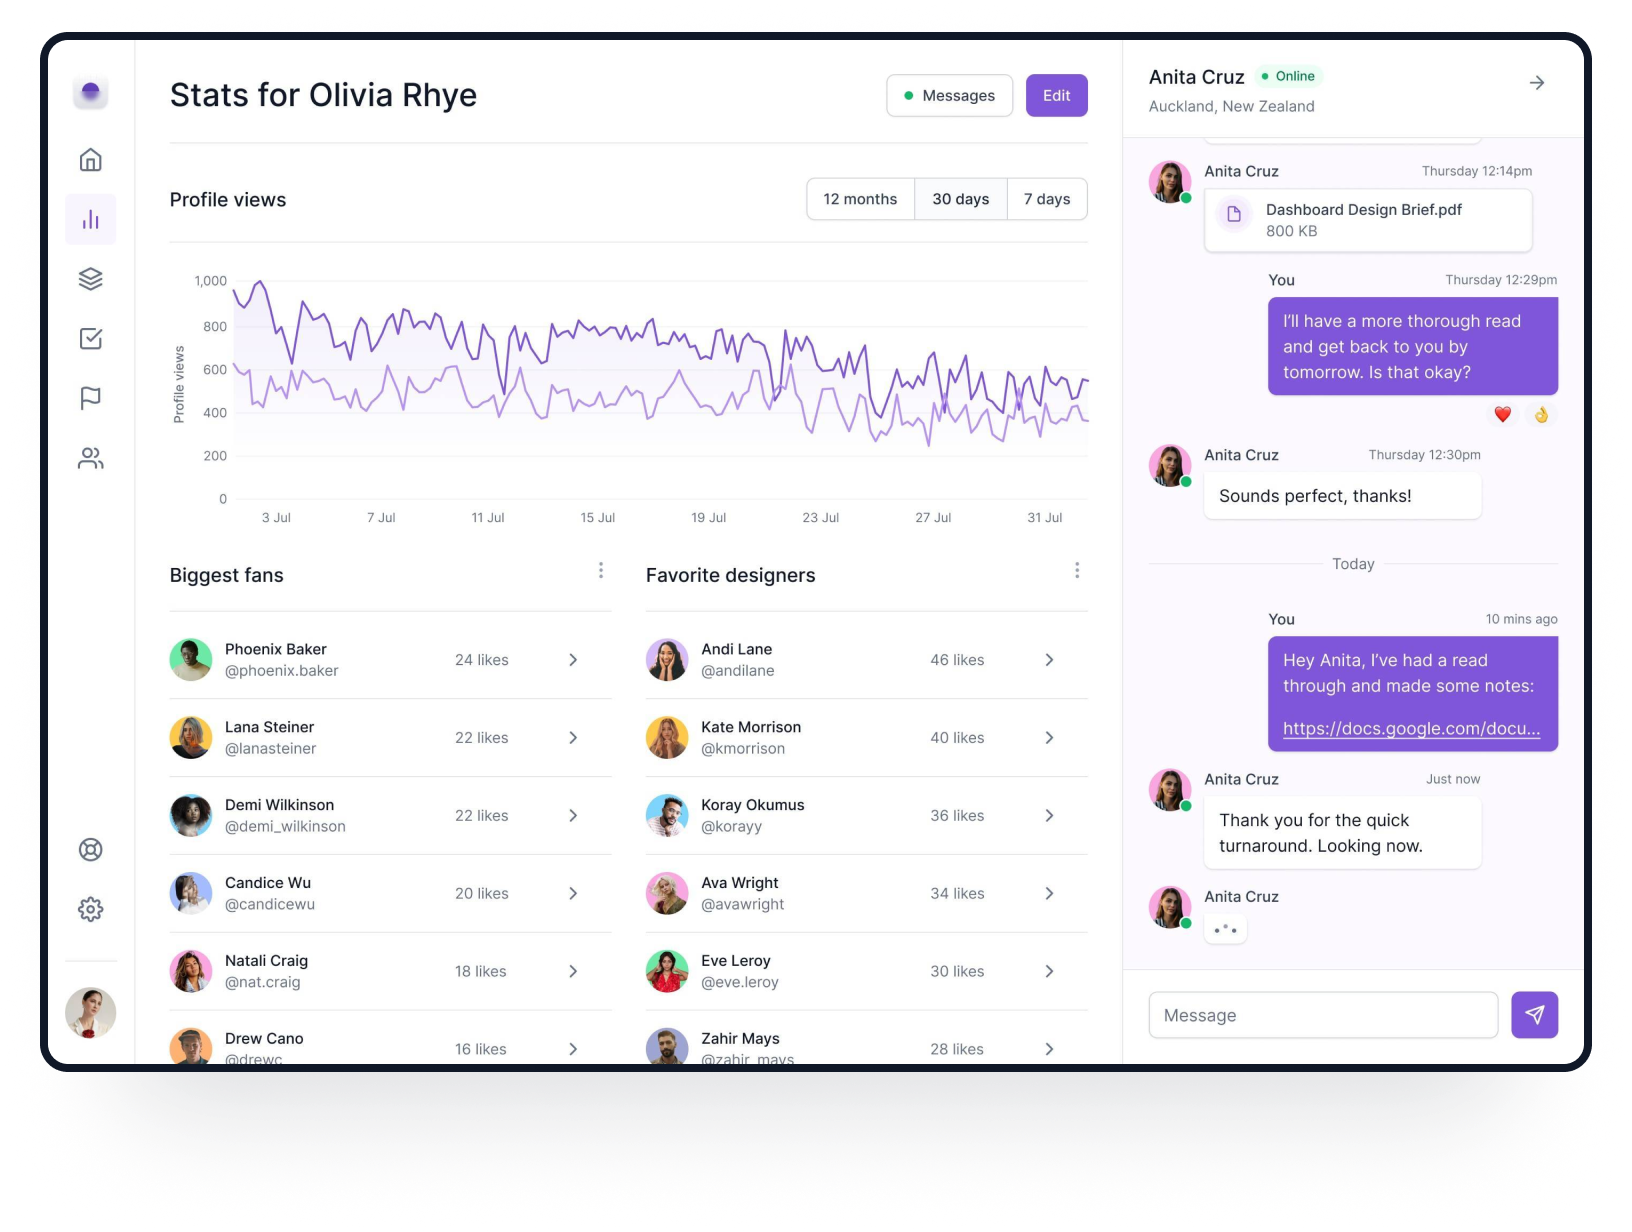 Stats for Olivia Rhye
Messages
Edit
Profile views
12 months
30 days
7 days
Profile views
1,000
800
600
400
200
0
3 Jul
7 Jul
11 Jul
15 Jul
19 Jul
23 Jul
27 Jul
31 Jul
Biggest fans
Phoenix Baker
@phoenix.baker
24 likes
Lana Steiner
@lanasteiner
22 likes
Demi Wilkinson
@demi_wilkinson
22 likes
Candice Wu
@candicewu
20 likes
Natali Craig
@nat.craig
18 likes
Drew Cano
@drewc
16 likes
Favorite designers
Andi Lane
@andilane
46 likes
Kate Morrison
@kmorrison
40 likes
Koray Okumus
@korayy
36 likes
Ava Wright
@avawright
34 likes
Eve Leroy
@eve.leroy
30 likes
Zahir Mays
@zahir_mays
28 likes
Anita Cruz
Online
Auckland, New Zealand
Anita Cruz
Thursday 12:14pm
Dashboard Design Brief.pdf
800 KB
You
Thursday 12:29pm
I’ll have a more thorough read
and get back to you by
tomorrow. Is that okay?
Anita Cruz
Thursday 12:30pm
Sounds perfect, thanks!
Today
You
10 mins ago
Hey Anita, I’ve had a read
through and made some notes:
https://docs.google.com/docu...
Anita Cruz
Just now
Thank you for the quick
turnaround. Looking now.
Anita Cruz
Message